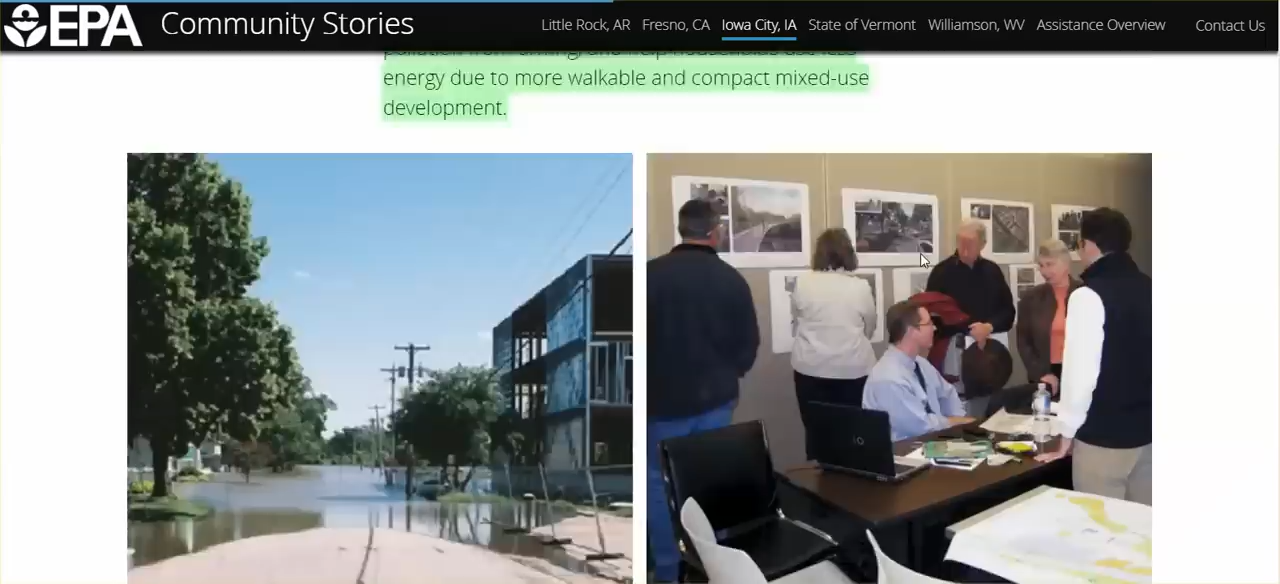 EPA Community Stories
Little Rock, AR Fresno, CA Iowa City, IA State of Vermont Williamson, WV Assistance Overview Contact Us
energy due to more walkable and compact mixed-use
development.